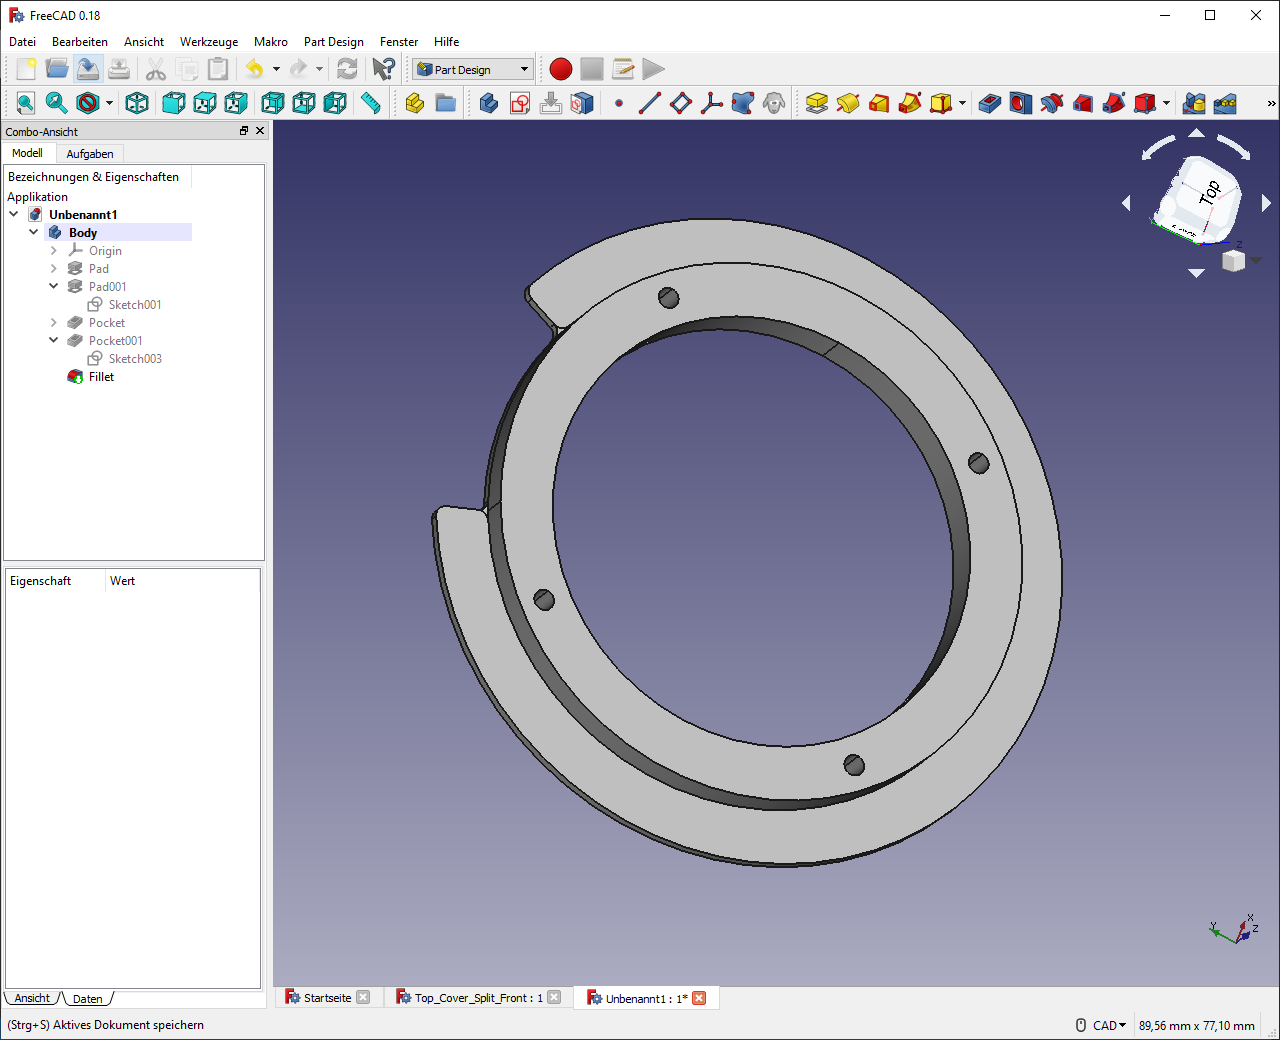 FreeCAD 0.18
Datei Bearbeiten Ansicht Werkzeuge Makro Part Design Fenster Hilfe
Part Design
»
Combo-Ansicht
Modell Aufgaben
Bezeichnungen & Eigenschaften
Applikation
Unbenannt1
Body
Origin
Pad
Pad001
Sketch001
Pocket
Pocket001
Sketch003
Fillet
Top
Z
Eigenschaft Wert
X
Y
Z
Ansicht Daten
Startseite Top_Cover_Split_Front : 1 Unbenannt1 : 1*
(Strg+S) Aktives Dokument speichern
CAD 89,56 mm x 77,10 mm